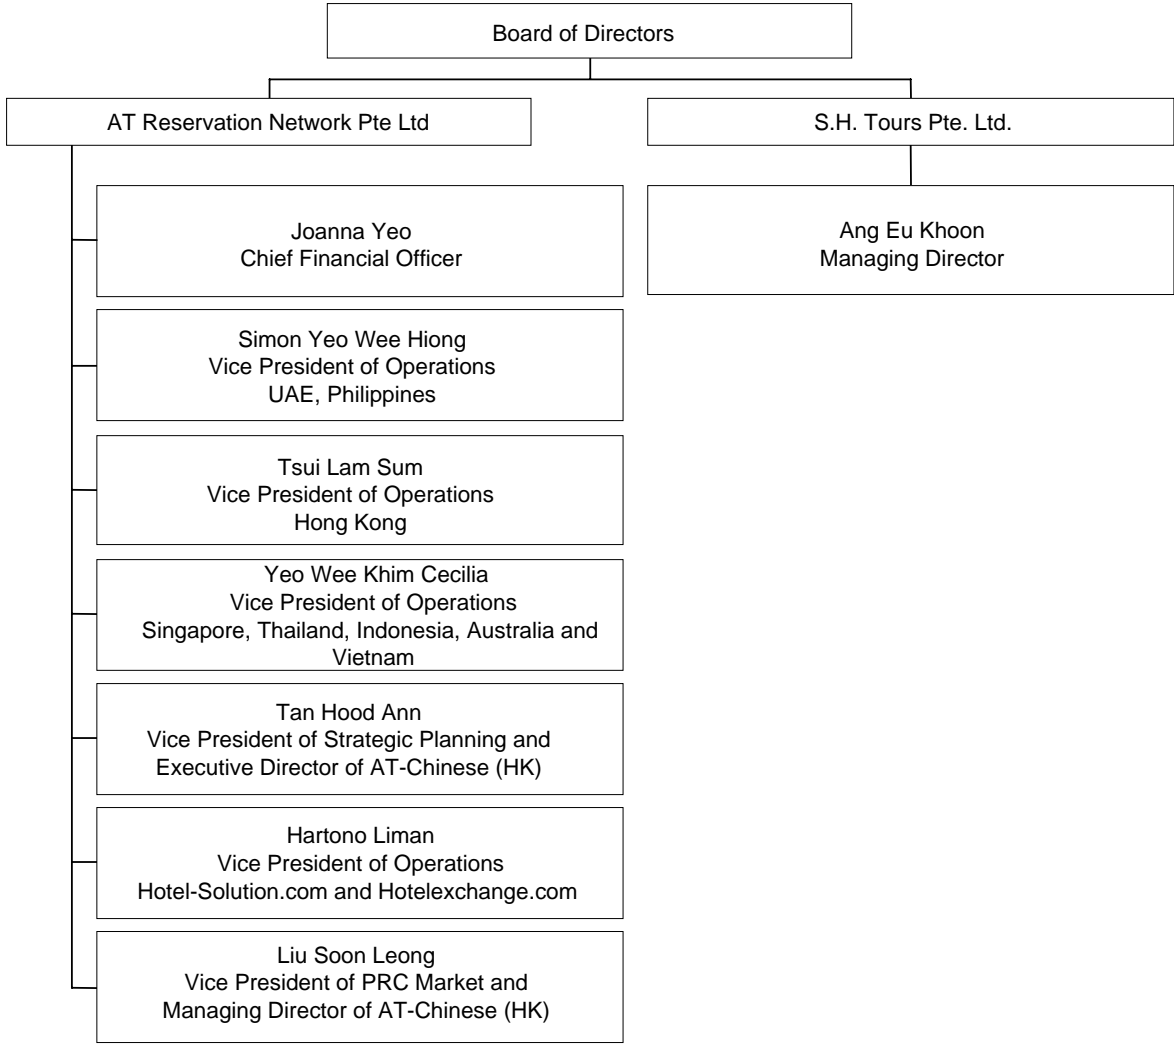 Board of Directors
AT Reservation Network Pte Ltd
S.H. Tours Pte. Ltd.
Joanna Yeo
Chief Financial Officer
Ang Eu Khoon
Managing Director
Simon Yeo Wee Hiong
Vice President of Operations
UAE, Philippines
Tsui Lam Sum
Vice President of Operations
Hong Kong
Yeo Wee Khim Cecilia
Vice President of Operations
Singapore, Thailand, Indonesia, Australia and
Vietnam
Tan Hood Ann
Vice President of Strategic Planning and
Executive Director of AT-Chinese (HK)
Hartono Liman
Vice President of Operations
Hotel-Solution.com and Hotelexchange.com
Liu Soon Leong
Vice President of PRC Market and
Managing Director of AT-Chinese (HK)